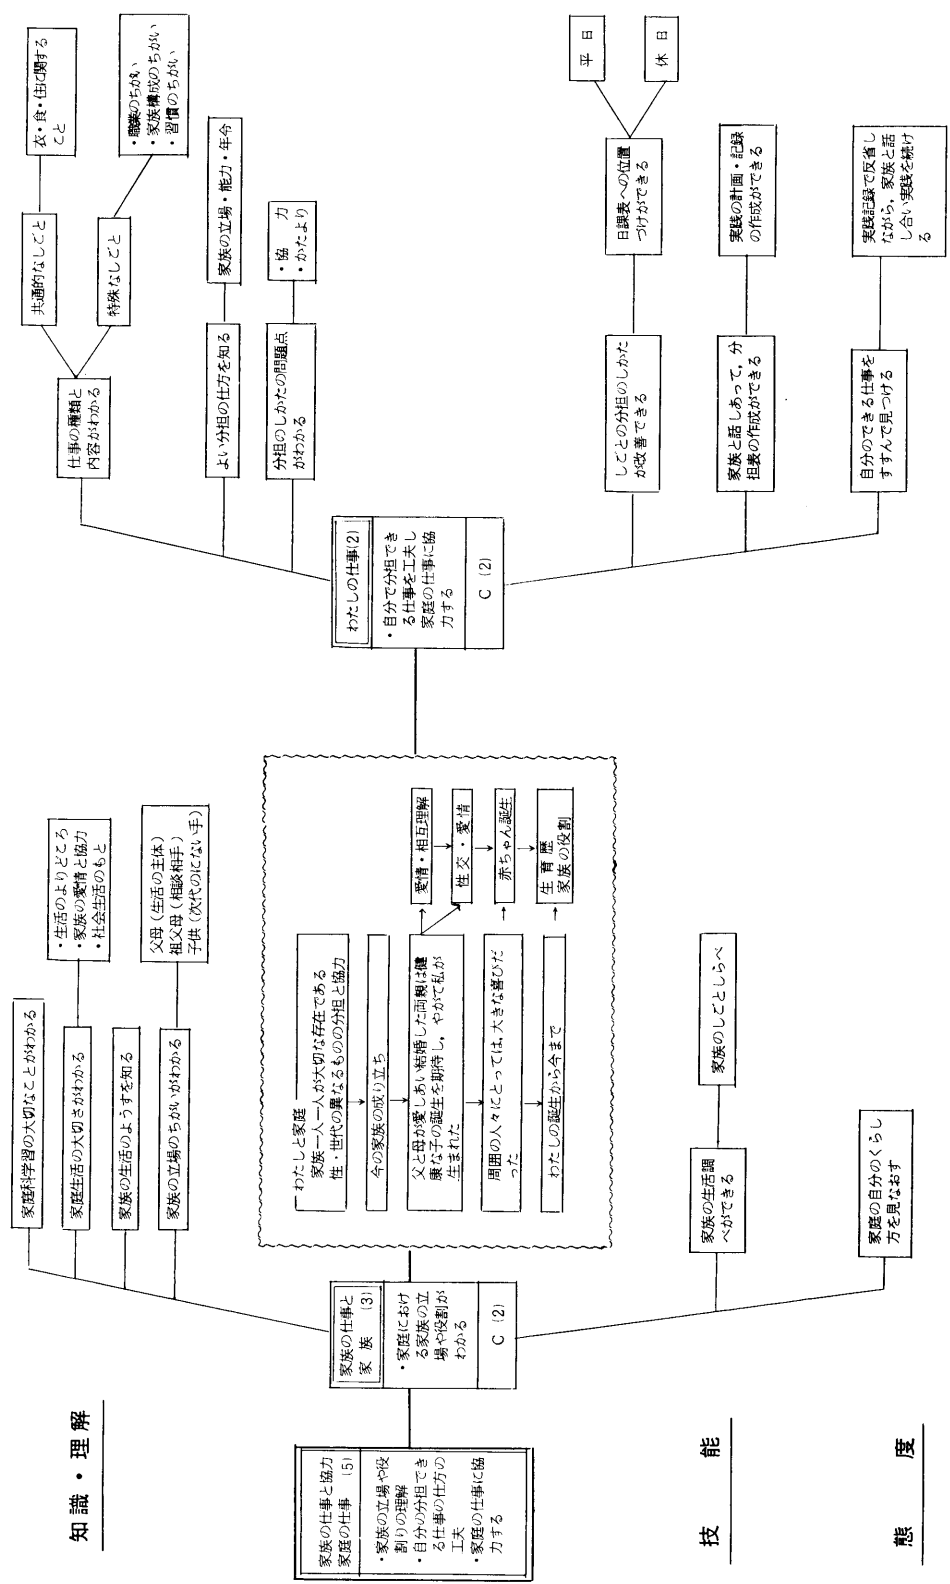 知識・理解
技能
態度
家族の仕事と協力
家庭の仕事 (5)
・家族の立場や役
割りの理解
・自分の分担でき
る仕事の仕方の
工夫
・家庭の仕事に協
力する
家族の仕事と
家族 (3)
・家庭におけ
る家族の立
場や役割が
わかる
C (2)
家庭科学習の大切なことがわかる
家庭生活の大切さがわかる
・生活のよりどころ
・家族の愛情と協力
・社会生活のもと
家族の生活のようすを知る
家族の立場のちがいがわかる
父母(生活の主体)
祖父母(相談相手)
子供(次代のにない手)
わたしと家庭
家族一人一人が大切な存在である
性・世代の異なるものの分担と協力
今の家族の成り立ち
父と母が愛しあい結婚した両親は健
康な子の誕生を期待し，やがて私が
生まれた
周囲の人々にとっては，大きな喜びだ
った
わたしの誕生から今まで
愛情・相互理解
性交・愛情
赤ちゃん誕生
生育歴
家族の役割
家族の生活調
べができる
家族のしごとしらべ
家庭の自分のくらし
方を見なおす
わたしの仕事(2)
・自分で分担でき
る仕事を工夫し
家庭の仕事に協
力する
C (2)
仕事の種類と
内容がわかる
共通的なしごと
衣・食・住に関する
こと
特殊なしごと
・職業のちがい
・家族構成のちがい
・習慣のちがい
よい分担の仕方を知る
家族の立場・能力・年令
分担のしかたの問題点
がわかる
・協力
・かたより
しごとの分担のしかた
が改善できる
日課表への位置
づけができる
平日
休日
家族と話しあって，分
担表の作成ができる
実践の計画・記録
の作成ができる
自分のできる仕事を
すすんで見つける
実践記録で反省し
ながら，家族と話
し合い実践を続け
る